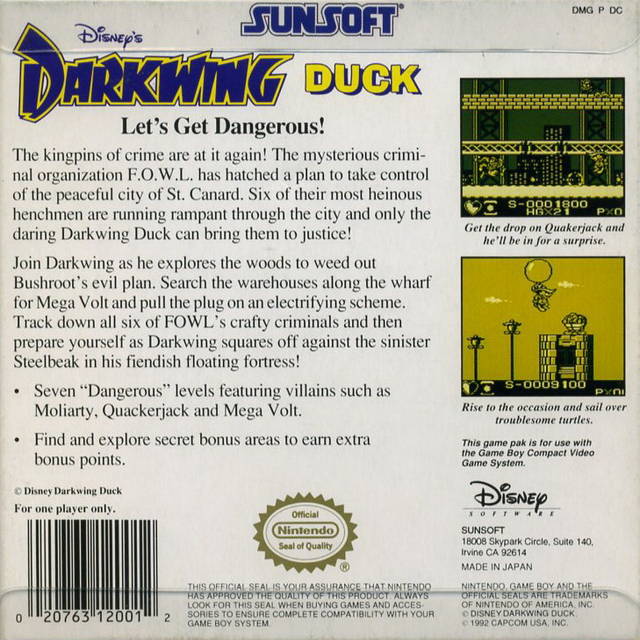 SUNSOFT®
DMG P DC
Disney's
DARKWING DUCK
Let's Get Dangerous!
The kingpins of crime are at it again! The mysterious crimi-
nal organization F.O.W.L. has hatched a plan to take control
of the peaceful city of St. Canard. Six of their most heinous
henchmen are running rampant through the city and only the
daring Darkwing Duck can bring them to justice!
Join Darkwing as he explores the woods to weed out
Bushroot's evil plan. Search the warehouses along the wharf
for Mega Volt and pull the plug on an electrifying scheme.
Track down all six of FOWL's crafty criminals and then
prepare yourself as Darkwing squares off against the sinister
Steelbeak in his fiendish floating fortress!
• Seven “Dangerous” levels featuring villains such as
Moliarty, Quackerjack and Mega Volt.
• Find and explore secret bonus areas to earn extra
bonus points.
© Disney Darkwing Duck
For one player only.
0 20763 12001 2
Official
Nintendo
Seal of Quality
®
THIS OFFICIAL SEAL IS YOUR ASSURANCE THAT NINTENDO
HAS APPROVED THE QUALITY OF THIS PRODUCT. ALWAYS
LOOK FOR THIS SEAL WHEN BUYING GAMES AND ACCES-
SORIES TO ENSURE COMPLETE COMPATIBILITY WITH YOUR
GAME BOY SYSTEM.
S-0001800
HG×21 P×0
Get the drop on Quakerjack and
he'll be in for a surprise.
S-0009100
Rise to the occasion and sail over
troublesome turtles.
This game pak is for use with
the Game Boy Compact Video
Game System.
Disney
SOFTWARE
SUNSOFT
18008 Skypark Circle, Suite 140,
Irvine CA 92614
MADE IN JAPAN
NINTENDO, GAME BOY AND THE
OFFICIAL SEALS ARE TRADEMARKS
OF NINTENDO OF AMERICA, INC.
© DISNEY DARKWING DUCK
© 1992 CAPCOM USA, INC.